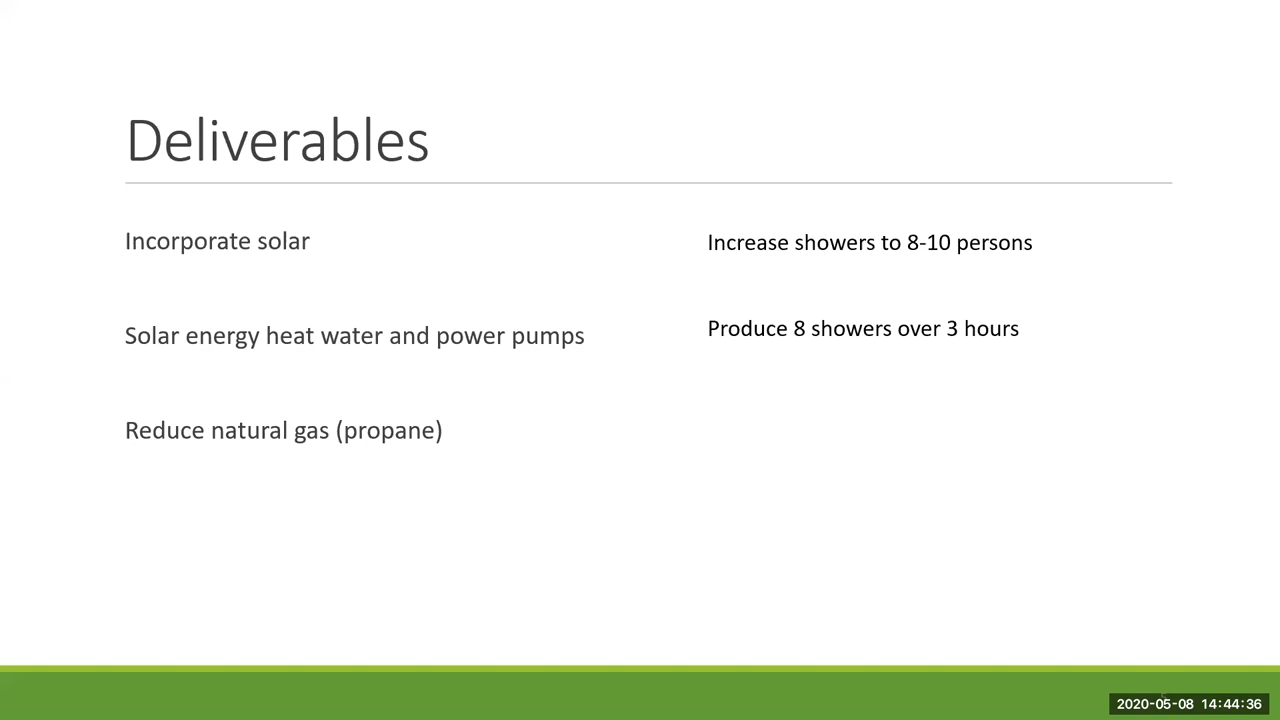 Deliverables
Incorporate solar
Solar energy heat water and power pumps
Reduce natural gas (propane)
Increase showers to 8-10 persons
Produce 8 showers over 3 hours
2020-05-08 14:44:36